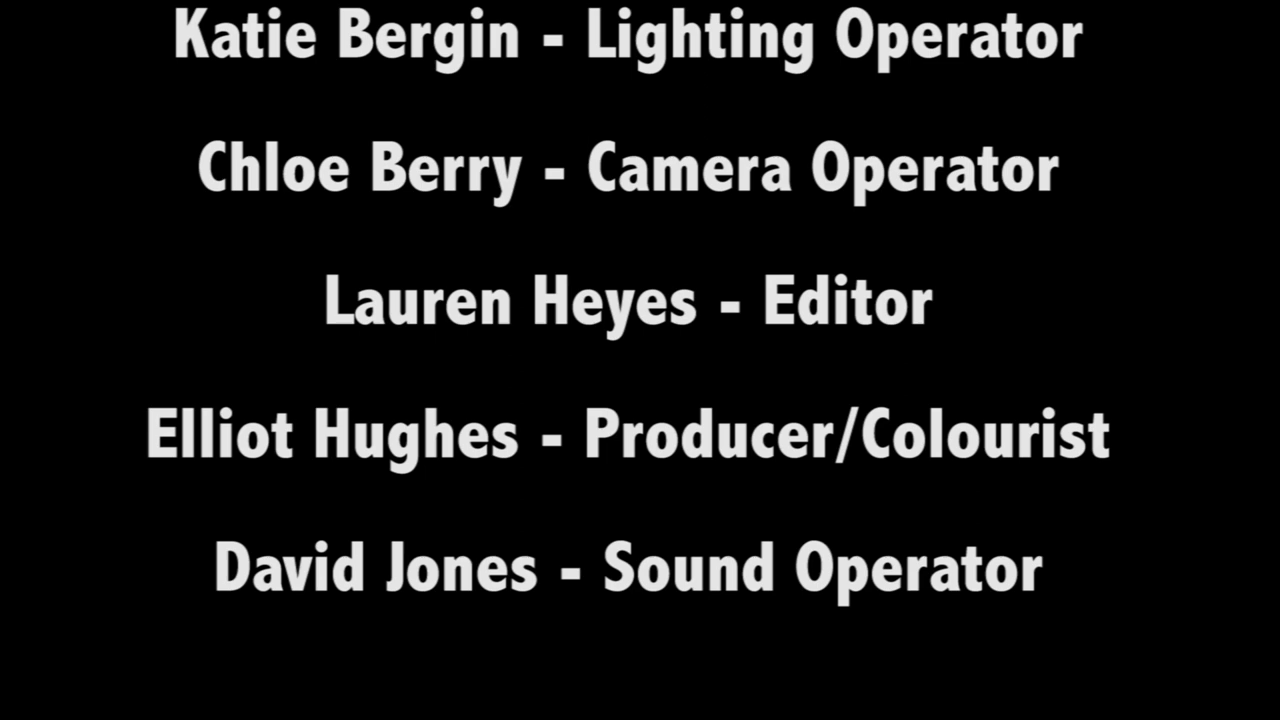 Katie Bergin - Lighting Operator
Chloe Berry - Camera Operator
Lauren Heyes - Editor
Elliot Hughes - Producer/Colourist
David Jones - Sound Operator